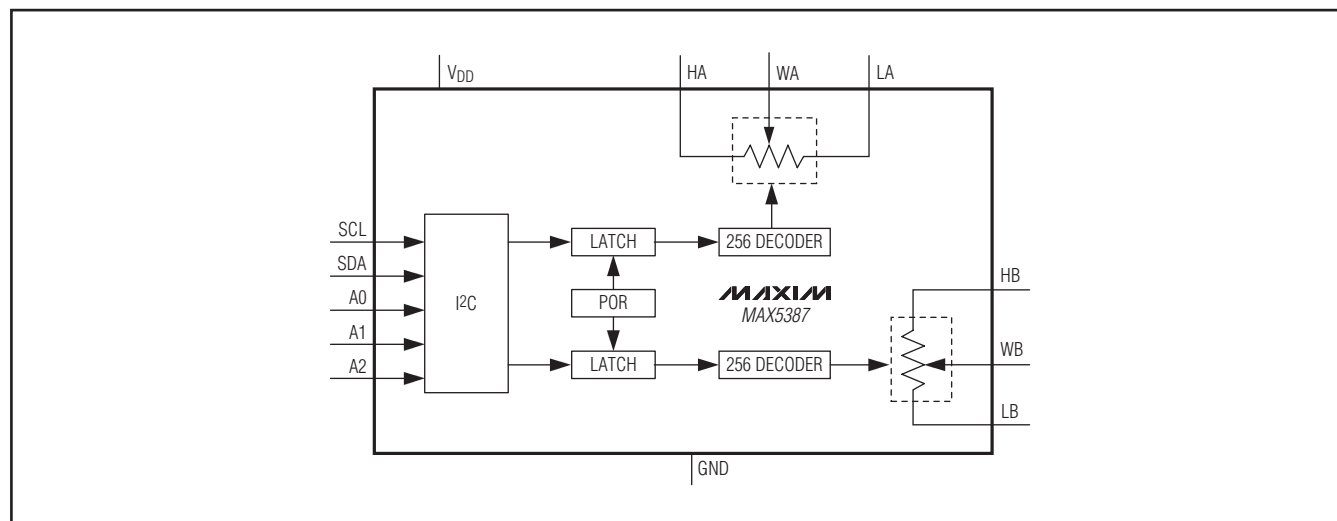 VDD
HA
WA
LA
SCL
SDA
A0
A1
A2
I2C
LATCH
256 DECODER
POR
MAXIM
MAX5387
LATCH
256 DECODER
HB
WB
LB
GND